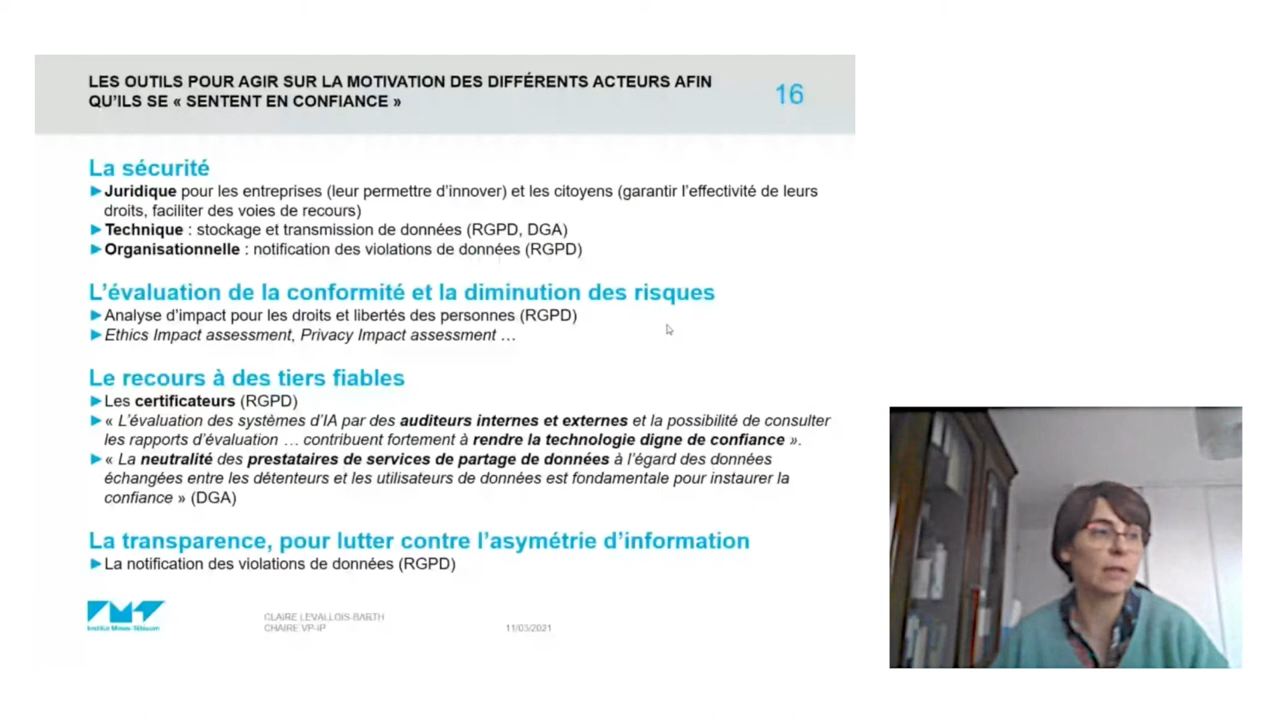 LES OUTILS POUR AGIR SUR LA MOTIVATION DES DIFFÉRENTS ACTEURS AFIN
QU'ILS SE « SENTENT EN CONFIANCE »
16
La sécurité
►Juridique pour les entreprises (leur permettre d'innover) et les citoyens (garantir l'effectivité de leurs
droits, faciliter des voies de recours)
►Technique : stockage et transmission de données (RGPD, DGA)
►Organisationnelle : notification des violations de données (RGPD)
L'évaluation de la conformité et la diminution des risques
►Analyse d'impact pour les droits et libertés des personnes (RGPD)
►Ethics Impact assessment, Privacy Impact assessment …
Le recours à des tiers fiables
►Les certificateurs (RGPD)
►« L'évaluation des systèmes d'IA par des auditeurs internes et externes et la possibilité de consulter
les rapports d'évaluation … contribuent fortement à rendre la technologie digne de confiance ».
►« La neutralité des prestataires de services de partage de données à l'égard des données
échangées entre les détenteurs et les utilisateurs de données est fondamentale pour instaurer la
confiance » (DGA)
La transparence, pour lutter contre l'asymétrie d'information
►La notification des violations de données (RGPD)
Institut Mines-Télécom
CLAIRE LEVALLOIS-BARTH
CHAIRE VP-IP
11/03/2021